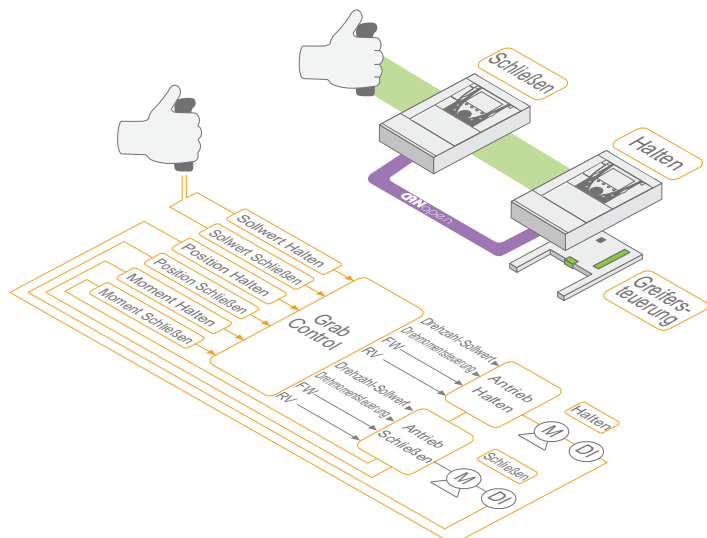 Schließen
Halten
CANopen
Greifers-
teuerung
Sollwert Halten
Sollwert Schließen
Position Halten
Position Schließen
Moment Halten
Moment Schließen
Grab
Control
Drehzahl-Sollwert
Drehmomentsteuerung
FW
RV
Antrieb
Halten
Drehzahl-Sollwert
Drehmomentsteuerung
FW
RV
Antrieb
Schließen
Halten
M
DI
Schließen
M
DI